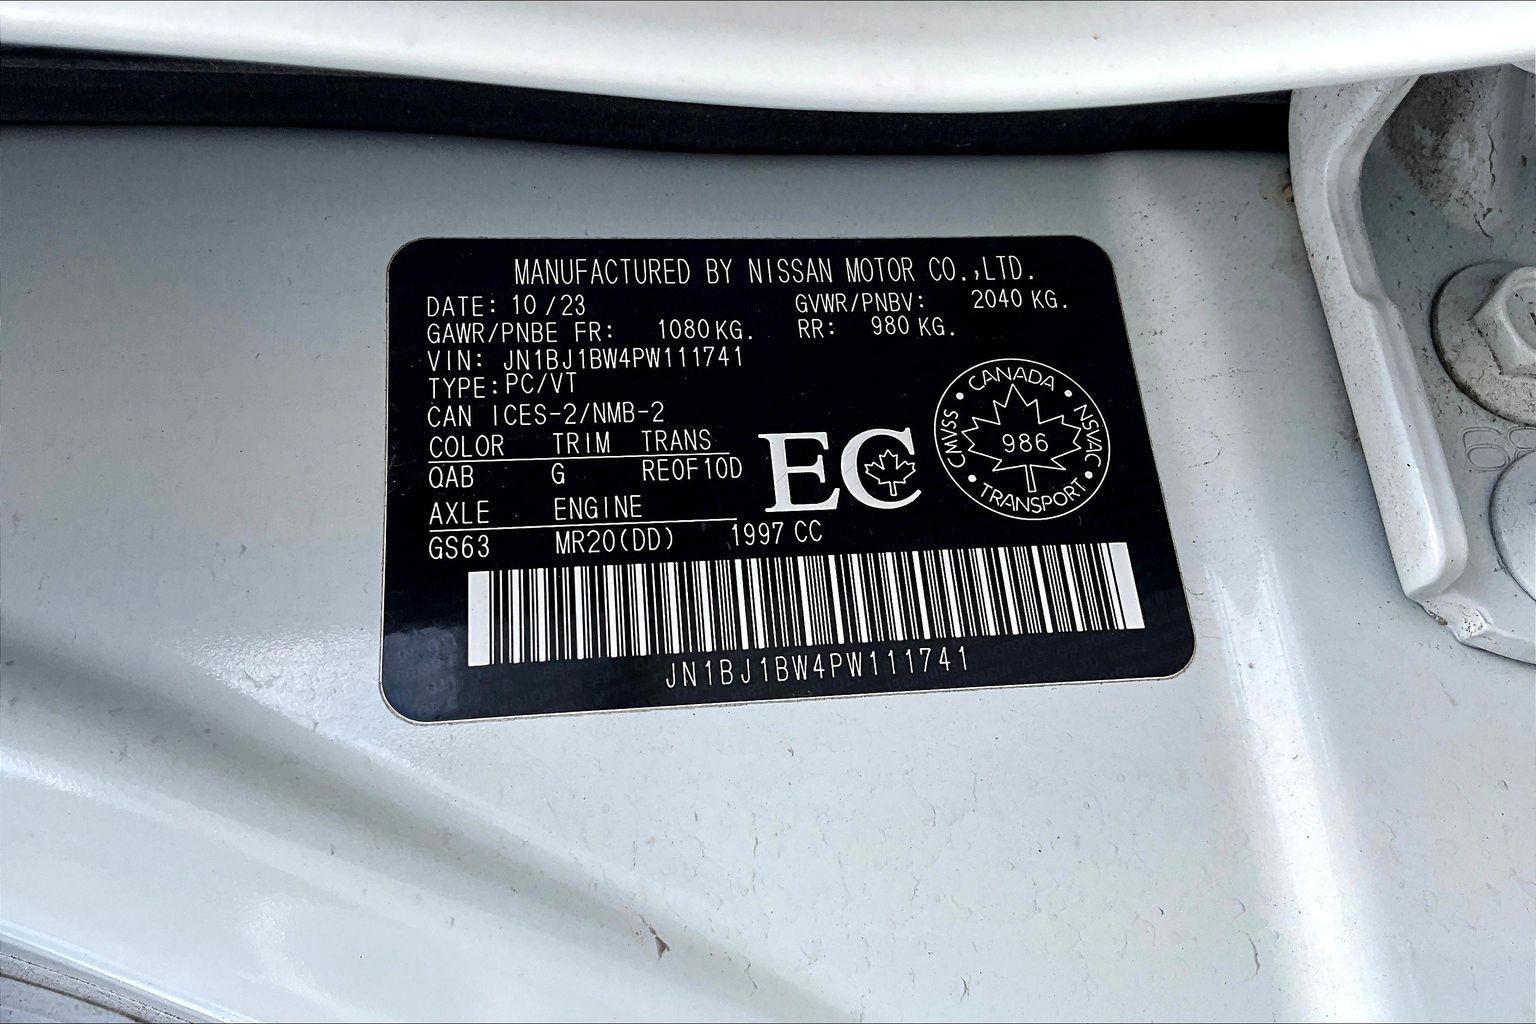 MANUFACTURED BY NISSAN MOTOR CO.,LTD.
DATE: 10/23 GVWR/PNBV: 2040 KG.
GAWR/PNBE FR: 1080 KG. RR: 980 KG.
VIN: JN1BJ1BW4PW111741
TYPE: PC/VT
CAN ICES-2/NMB-2
COLOR TRIM TRANS
QAB G RE0F10D
AXLE ENGINE
GS63 MR20(DD) 1997 CC
EC
CANADA
CMVSS 986 NSVAC
TRANSPORT
JN1BJ1BW4PW111741